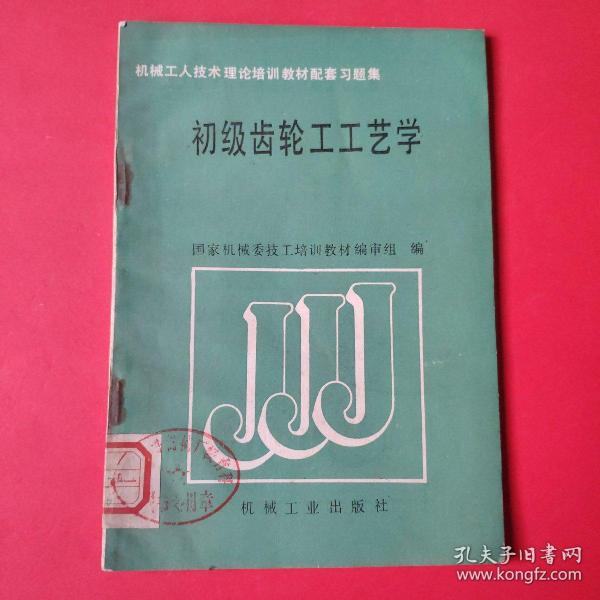 机械工人技术理论培训教材配套习题集
初级齿轮工工艺学
国家机械委技工培训教材编审组 编
JJJ
机械工业出版社
孔夫子旧书网
www.kongfz.com